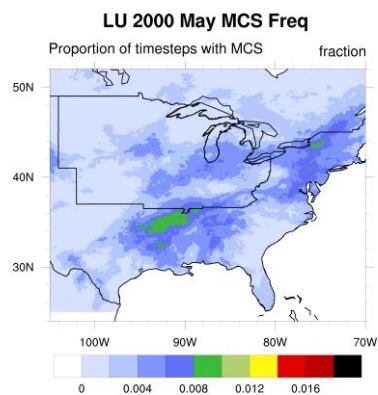 LU 2000 May MCS Freq
Proportion of timesteps with MCS fraction
50N
40N
30N
100W 90W 80W 70W
0 0.004 0.008 0.012 0.016